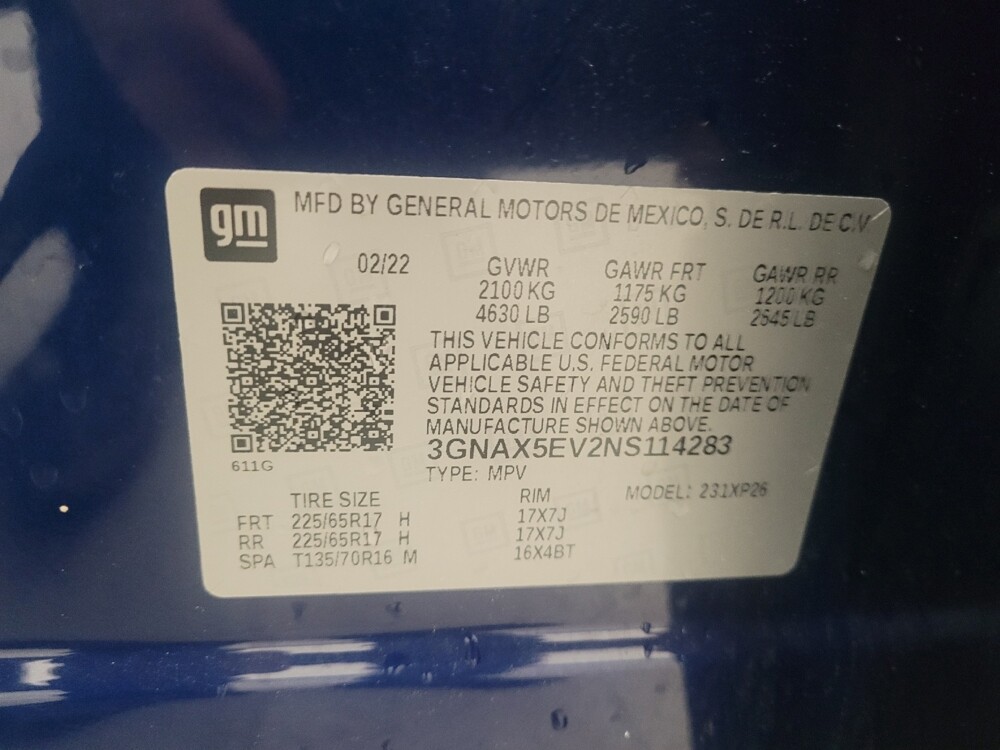 gm
MFD BY GENERAL MOTORS DE MEXICO, S. DE R.L. DE C.V.
02/22 GVWR GAWR FRT GAWR RR
2100 KG 1175 KG 1200 KG
4630 LB 2590 LB 2645 LB
THIS VEHICLE CONFORMS TO ALL
APPLICABLE U.S. FEDERAL MOTOR
VEHICLE SAFETY AND THEFT PREVENTION
STANDARDS IN EFFECT ON THE DATE OF
MANUFACTURE SHOWN ABOVE.
3GNAX5EV2NS114283
611G
TYPE: MPV MODEL: 231XP26
TIRE SIZE RIM
FRT 225/65R17 H 17X7J
RR 225/65R17 H 17X7J
SPA T135/70R16 M 16X4BT